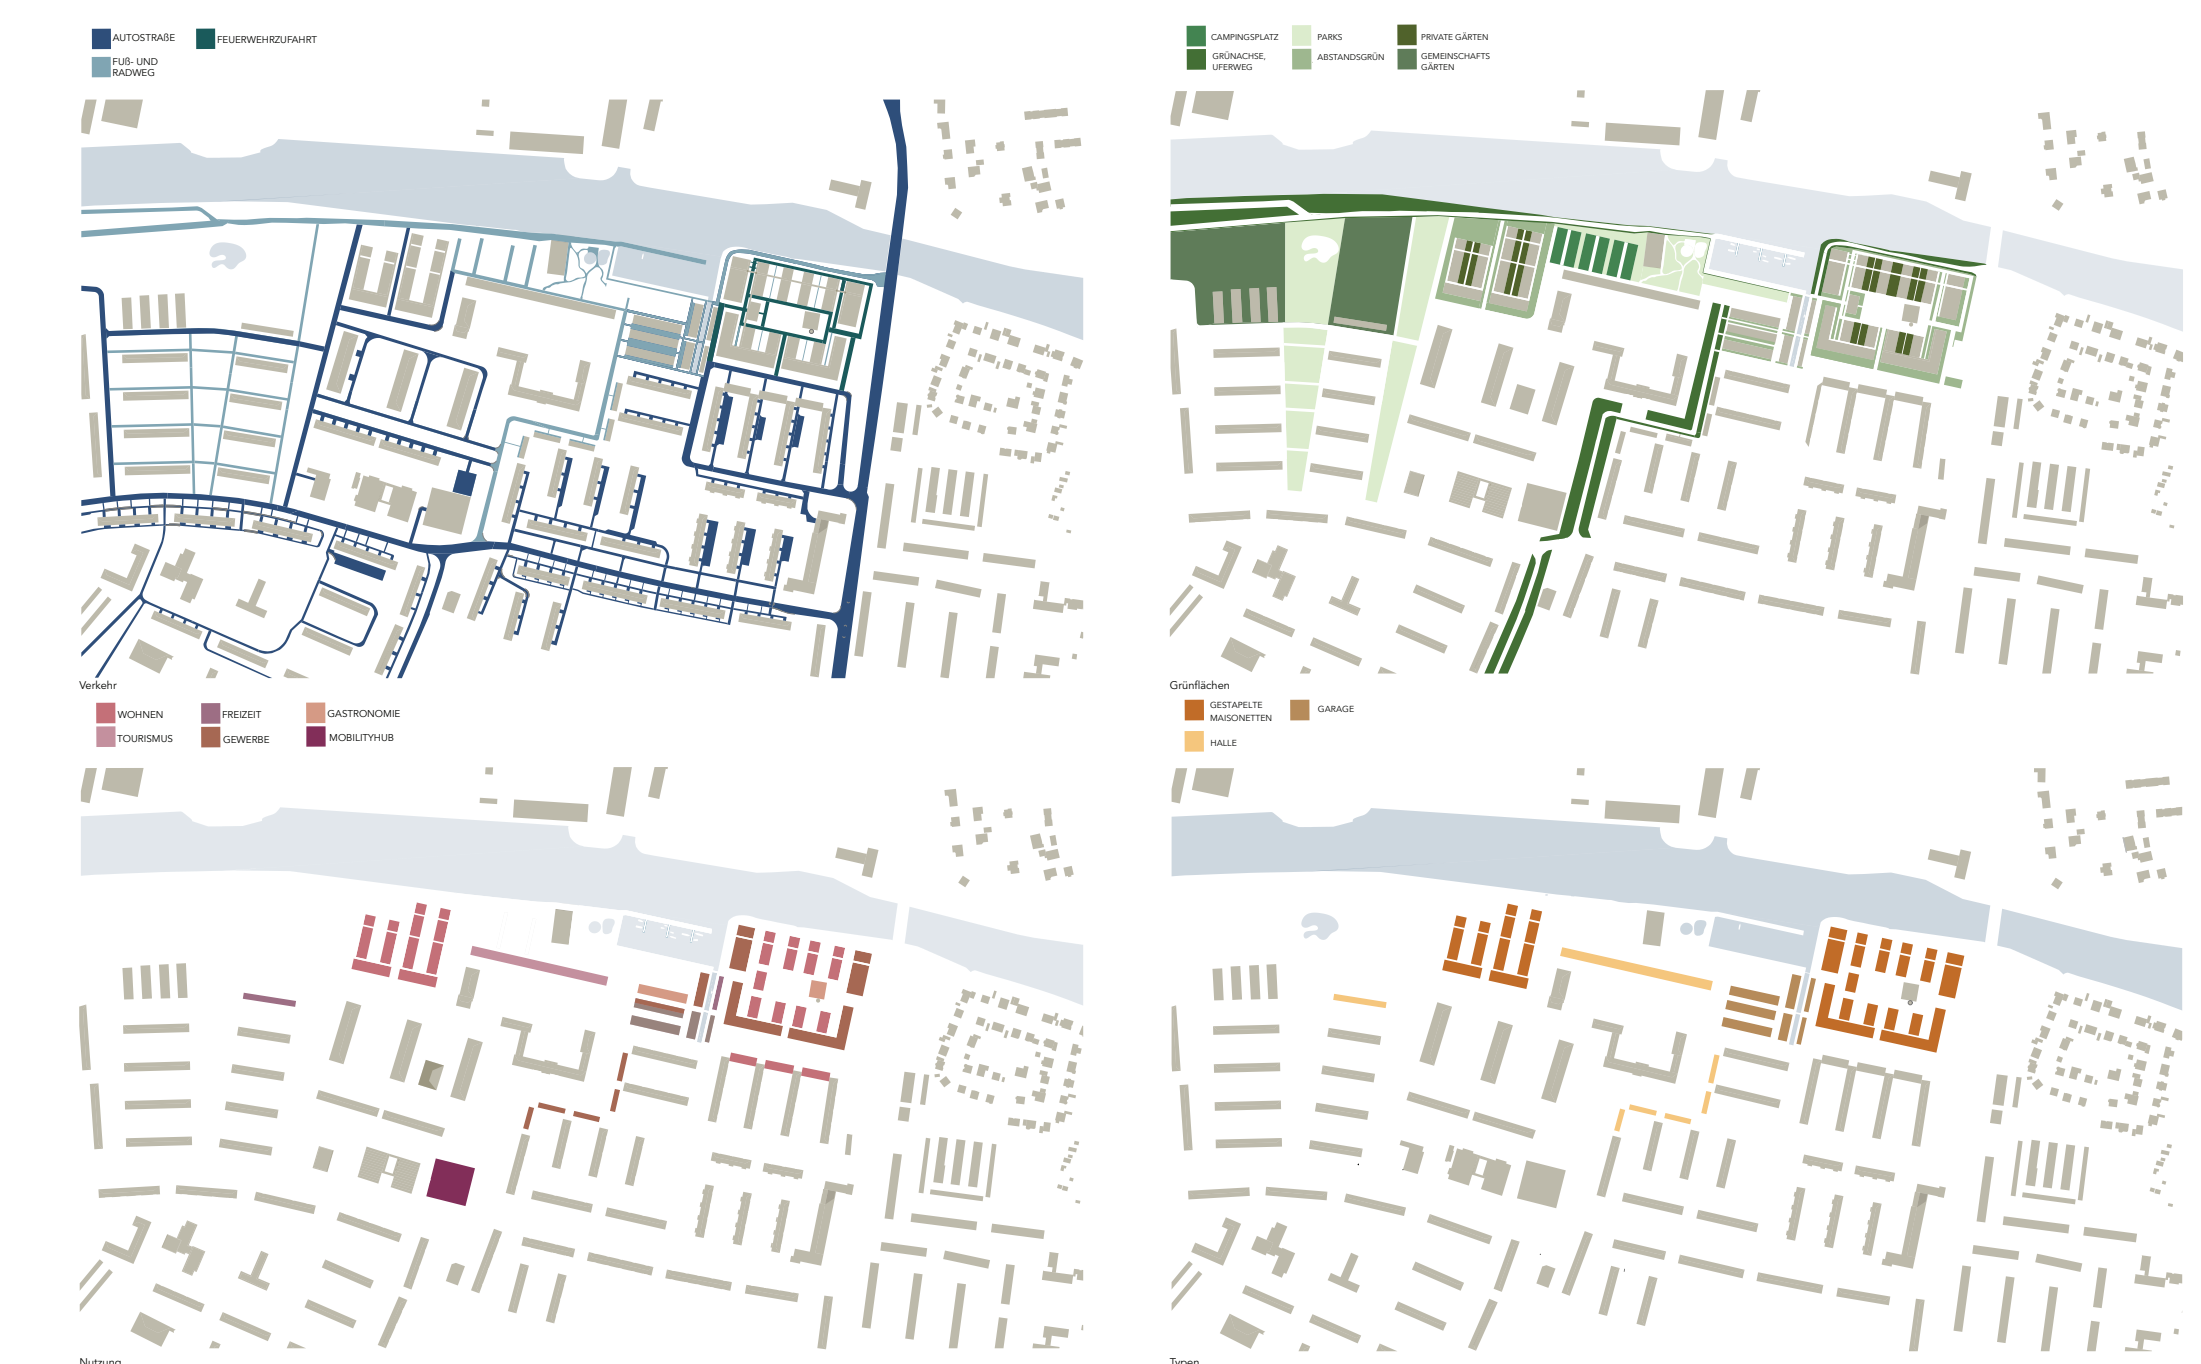 AUTOSTRAßE
FEUERWEHRZUFAHRT
FUß- UND
RADWEG
CAMPINGSPLATZ
PARKS
PRIVATE GÄRTEN
GRÜNACHSE,
UFERWEG
ABSTANDSGRÜN
GEMEINSCHAFTS
GÄRTEN
Verkehr
Grünflächen
WOHNEN
FREIZEIT
GASTRONOMIE
TOURISMUS
GEWERBE
MOBILITYHUB
GESTAPELTE
MAISONETTEN
GARAGE
HALLE
Nutzung
Typen